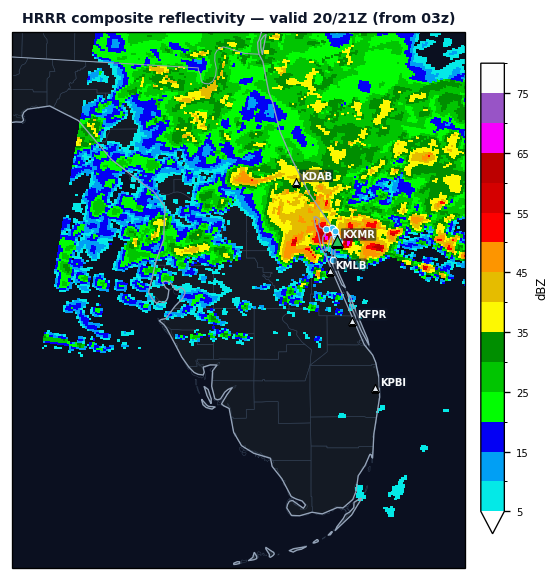 HRRR composite reflectivity — valid 20/21Z (from 03z)
KDAB
KXMR
KMLB
KFPR
KPBI
75
65
55
45
35
25
15
5
dBZ